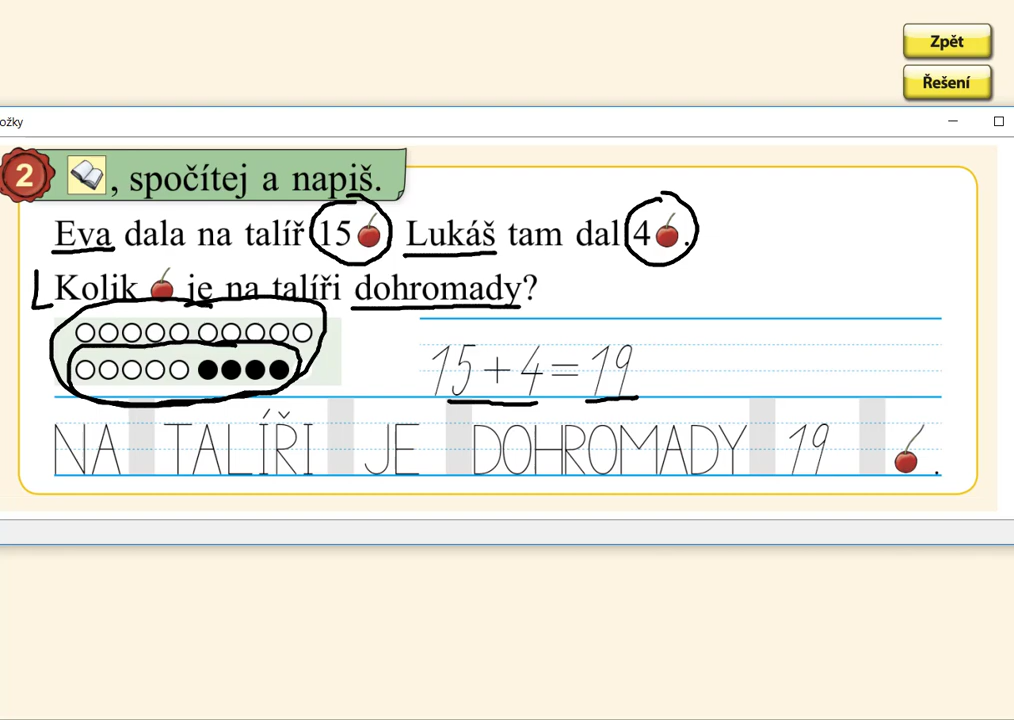 Zpět
Řešení
ožky
2 , spočítej a napiš.
Eva dala na talíř 15 Lukáš tam dal 4 .
Kolik je na talíři dohromady?
15+4=19
NA TALÍŘI JE DOHROMADY 19 .